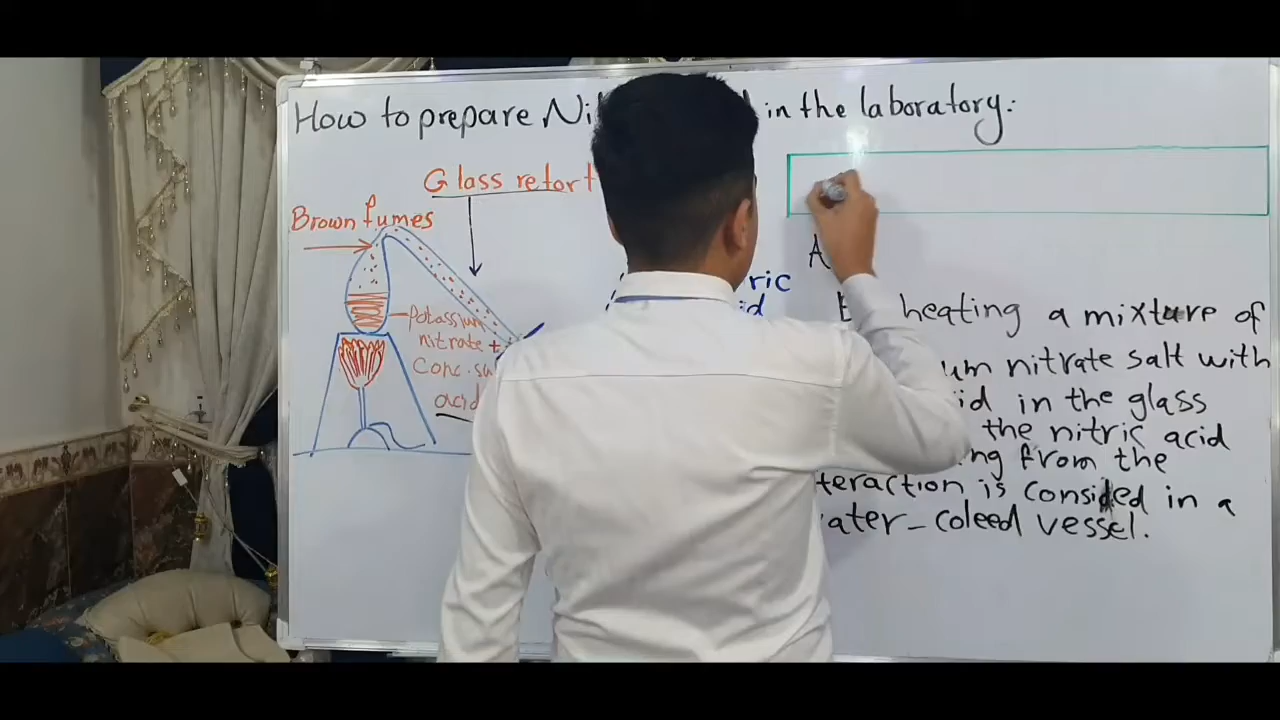 How to prepare Ni in the laboratory:
Glass retort
Brown fumes
Potassium
nitrate +
Conc. su
acid
ric
id
A
heating a mixture of
um nitrate salt with
id in the glass
the nitric acid
ng from the
teraction is consided in a
ater-coleed vessel.